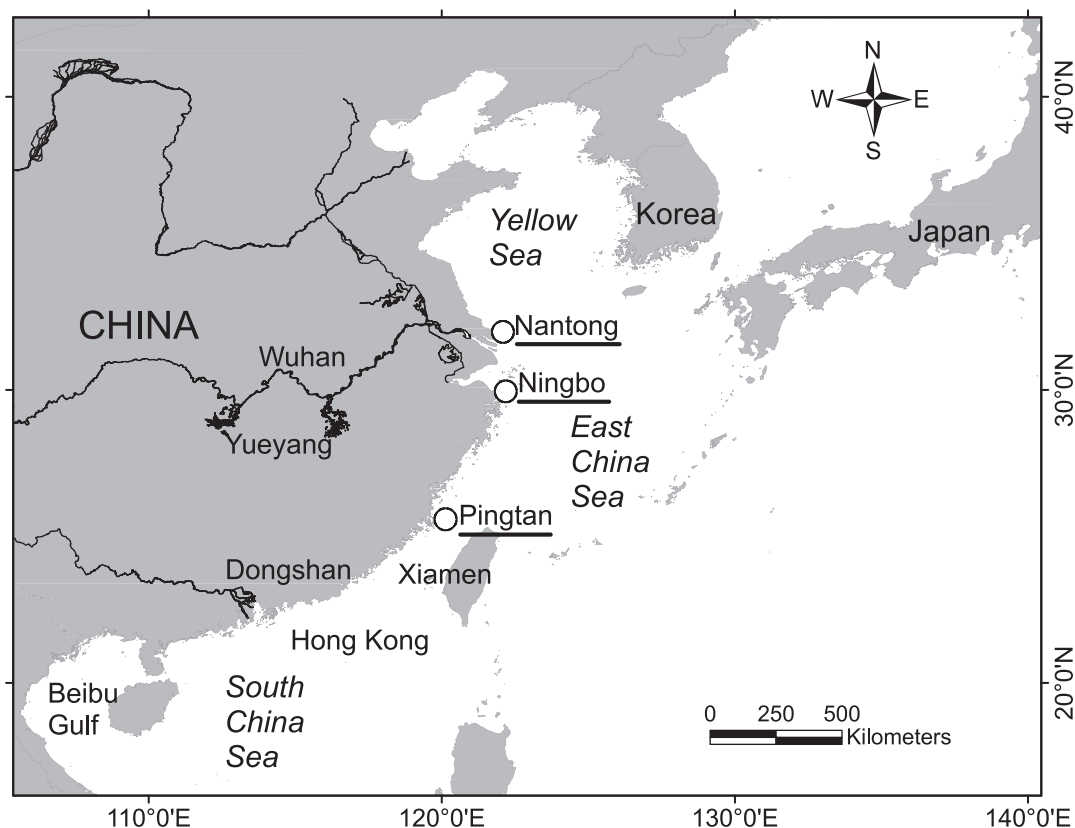 N
W E
S
40°0'N
Yellow
Sea
Korea
Japan
CHINA
Nantong
Wuhan
Ningbo
30°0'N
East
China
Sea
Yueyang
Pingtan
Dongshan
Xiamen
Hong Kong
Beibu
Gulf
South
China
Sea
20°0'N
0 250 500
Kilometers
110°0'E 120°0'E 130°0'E 140°0'E